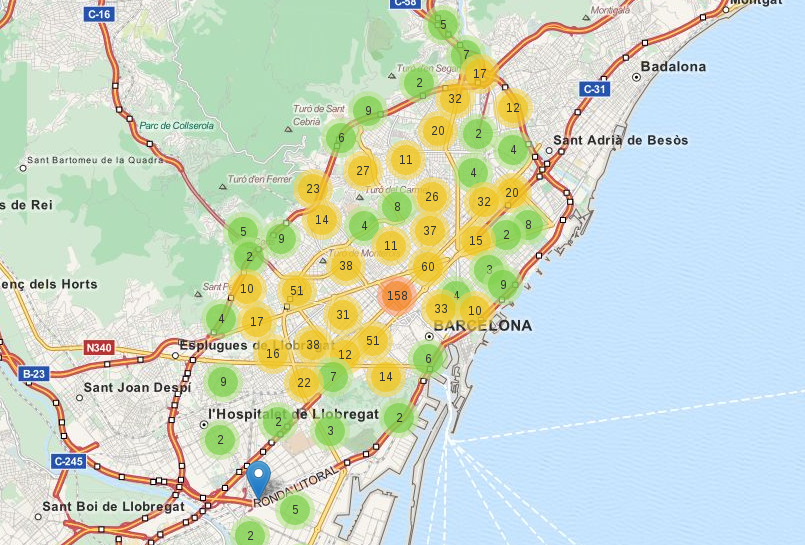 C-58
Montgat
C-16
5
Montigalà
7
d'en Segarra
Badalona
2
17
32
C-31
9
12
Turó de Sant
Cebrià
Parc de Collserola
6
20
2
4
Sant Adrià de Besòs
11
Sant Bartomeu de la Quadra
27
4
Turó d'en Ferrer
23
Turó del Carmel
26
20
32
s de Rei
8
14
4
37
8
5
9
11
15
2
2
38
60
3
enç dels Horts
10
51
158
4
9
4
17
31
33
10
BARCELONA
N340
Esplugues de Llobregat
16
38
12
51
6
B-23
Sant Joan Despí
9
22
7
14
l'Hospitalet de Llobregat
2
2
3
2
C-245
RONDA LITORAL
Sant Boi de Llobregat
5
2